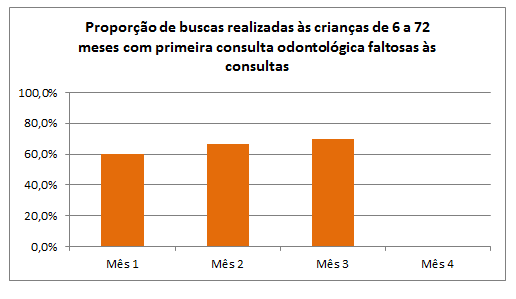 Proporção de buscas realizadas às crianças de 6 a 72
meses com primeira consulta odontológica faltosas às
consultas
100,0%
80,0%
60,0%
40,0%
20,0%
0,0%
Mês 1 Mês 2 Mês 3 Mês 4